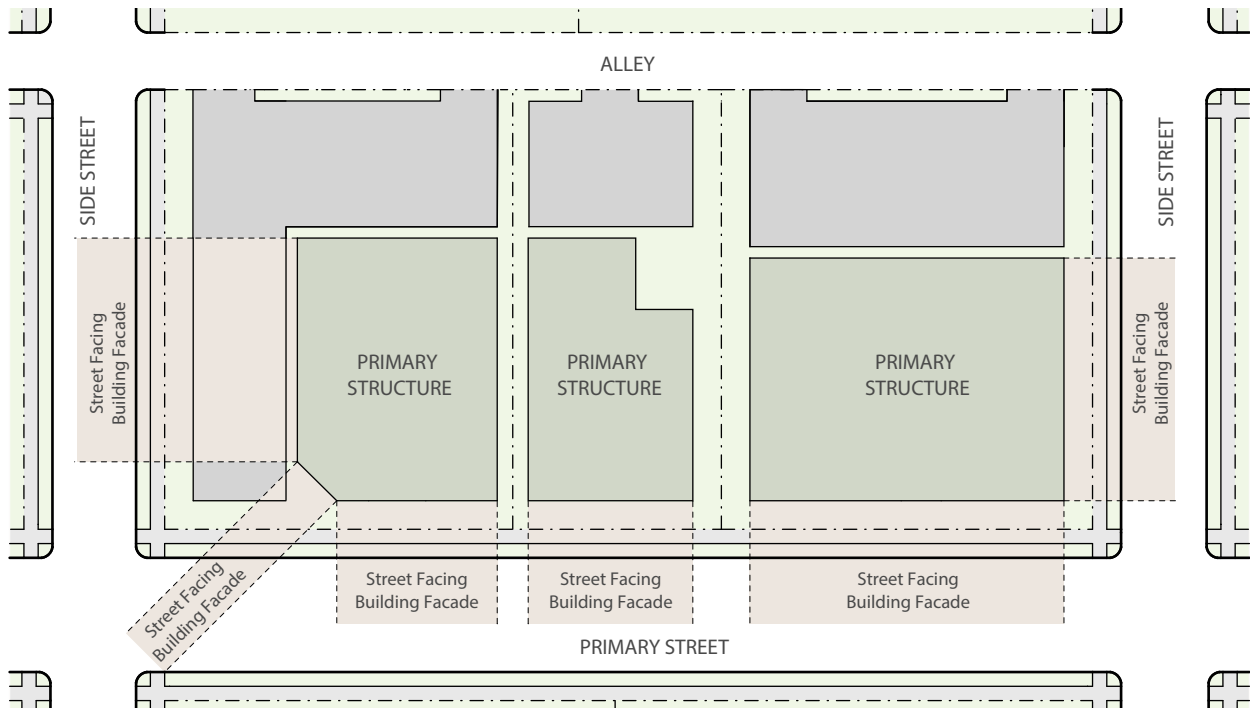 ALLEY
SIDE STREET
SIDE STREET
Street Facing
Building Facade
PRIMARY
STRUCTURE
PRIMARY
STRUCTURE
PRIMARY
STRUCTURE
Street Facing
Building Facade
Street Facing
Building Facade
Street Facing
Building Facade
Street Facing
Building Facade
Street Facing
Building Facade
PRIMARY STREET